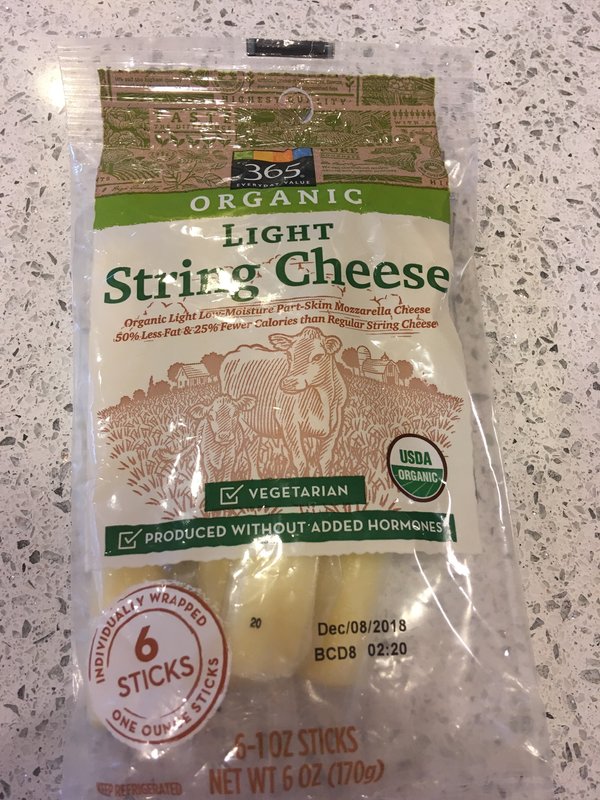 HIGHEST QUALITY
TASTE
365
EVERYDAY VALUE
ORGANIC
LIGHT
String Cheese
Organic Light Low-Moisture Part-Skim Mozzarella Cheese
50% Less Fat & 25% Fewer Calories than Regular String Cheese
USDA
ORGANIC
VEGETARIAN
PRODUCED WITHOUT ADDED HORMONES
INDIVIDUALLY WRAPPED
6
STICKS
ONE OUNCE STICKS
20
Dec/08/2018
BCD8 02:20
6-1 OZ STICKS
NET WT 6 OZ (170g)
KEEP REFRIGERATED